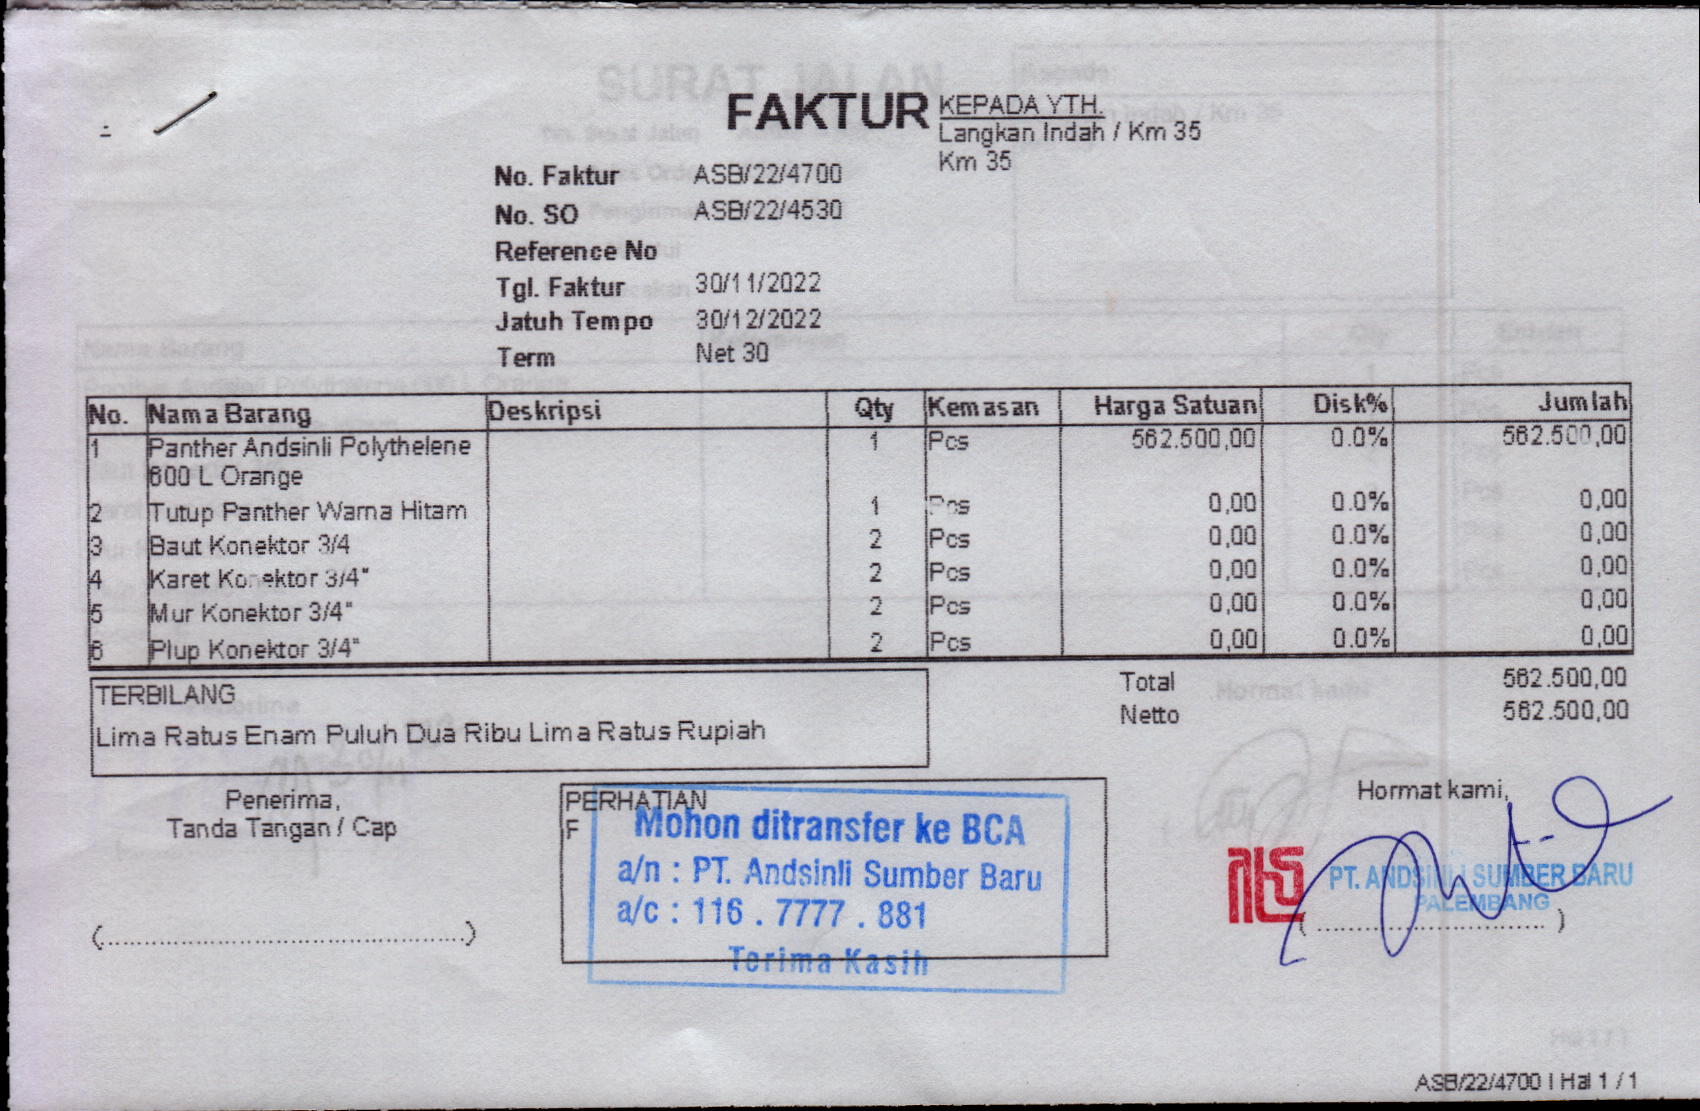 FAKTUR
KEPADA YTH.
Langkan Indah / Km 35
Km 35
No. Faktur ASB/22/4700
No. SO ASB/22/4530
Reference No
Tgl. Faktur 30/11/2022
Jatuh Tempo 30/12/2022
Term Net 30
No. Nama Barang Deskripsi Qty Kemasan Harga Satuan Disk% Jumlah
1 Panther Andsinli Polythelene 1 Pcs 562.500,00 0.0% 562.500,00
600 L Orange
2 Tutup Panther Warna Hitam 1 Pcs 0,00 0.0% 0,00
3 Baut Konektor 3/4 2 Pcs 0,00 0.0% 0,00
4 Karet Konektor 3/4" 2 Pcs 0,00 0.0% 0,00
5 Mur Konektor 3/4" 2 Pcs 0,00 0.0% 0,00
6 Plup Konektor 3/4" 2 Pcs 0,00 0.0% 0,00
Total 562.500,00
Netto 562.500,00
TERBILANG
Lima Ratus Enam Puluh Dua Ribu Lima Ratus Rupiah
Penerima,
Tanda Tangan / Cap
(...............................................)
PERHATIAN
F
Mohon ditransfer ke BCA
a/n : PT. Andsinli Sumber Baru
a/c : 116 . 7777 . 881
Terima Kasih
Hormat kami,
PT. ANDSINLI SUMBER BARU
PALEMBANG
(..............................)
ASB/22/4700 | Hal 1 / 1